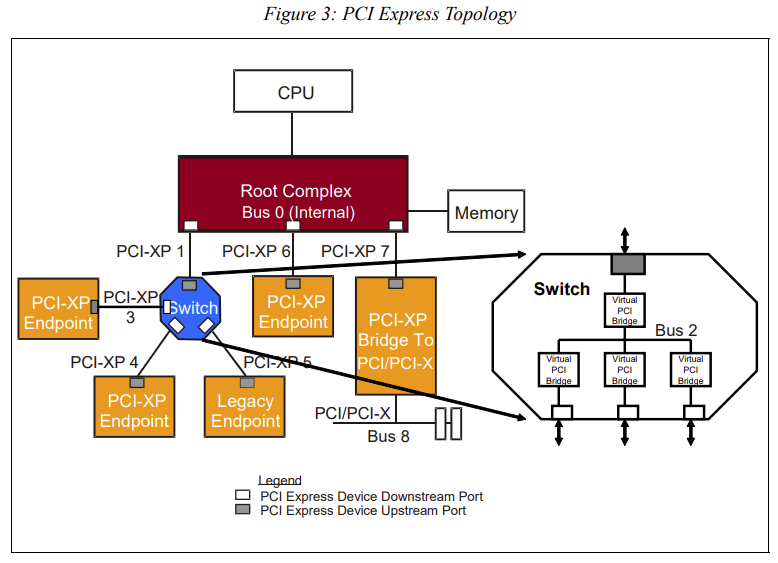 Figure 3: PCI Express Topology
CPU
Root Complex
Bus 0 (Internal)
Memory
PCI-XP 1
PCI-XP 6
PCI-XP 7
PCI-XP
Endpoint
PCI-XP
3
Switch
PCI-XP
Endpoint
PCI-XP
Bridge To
PCI/PCI-X
PCI-XP 4
PCI-XP 5
PCI-XP
Endpoint
Legacy
Endpoint
PCI/PCI-X
Bus 8
Switch
Virtual
PCI
Bridge
Bus 2
Virtual
PCI
Bridge
Virtual
PCI
Bridge
Virtual
PCI
Bridge
Legend
PCI Express Device Downstream Port
PCI Express Device Upstream Port